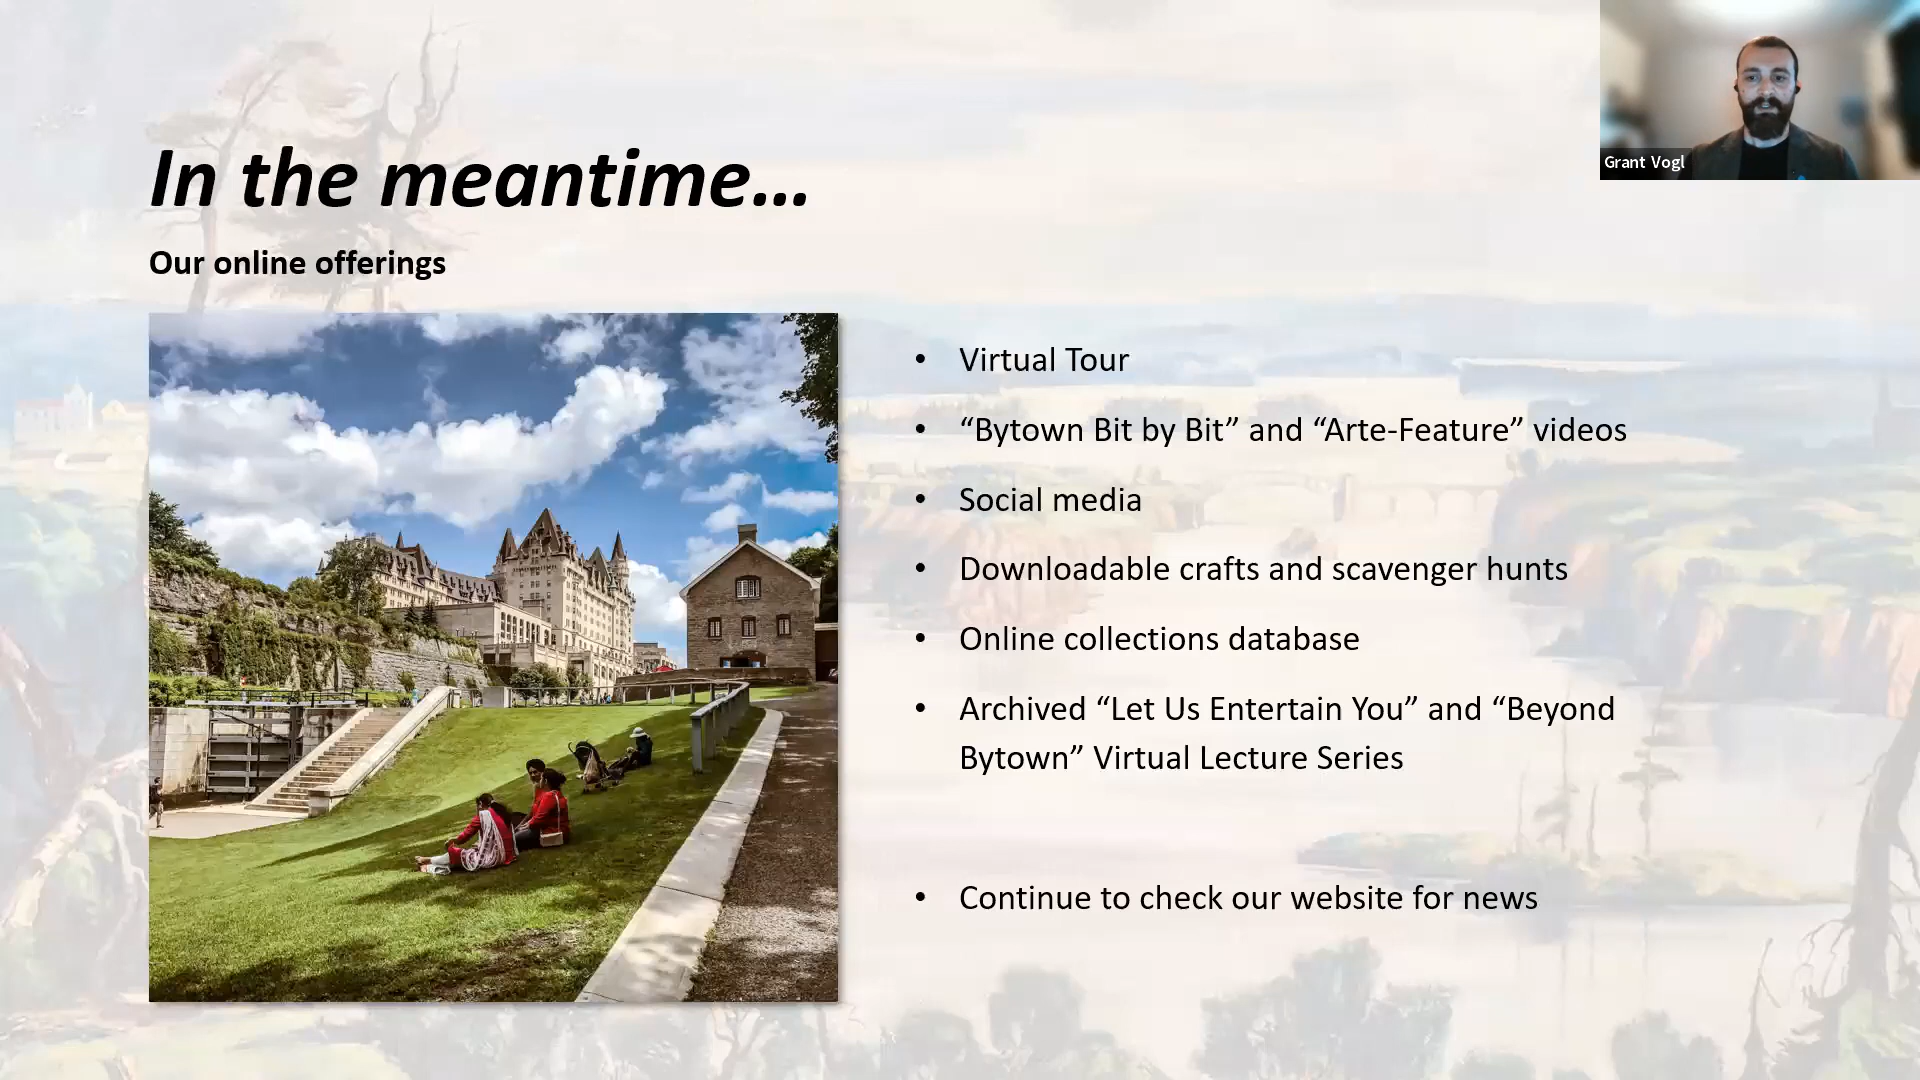 Grant Vogl
In the meantime…
Our online offerings
• Virtual Tour
• “Bytown Bit by Bit” and “Arte-Feature” videos
• Social media
• Downloadable crafts and scavenger hunts
• Online collections database
• Archived “Let Us Entertain You” and “Beyond
Bytown” Virtual Lecture Series
• Continue to check our website for news